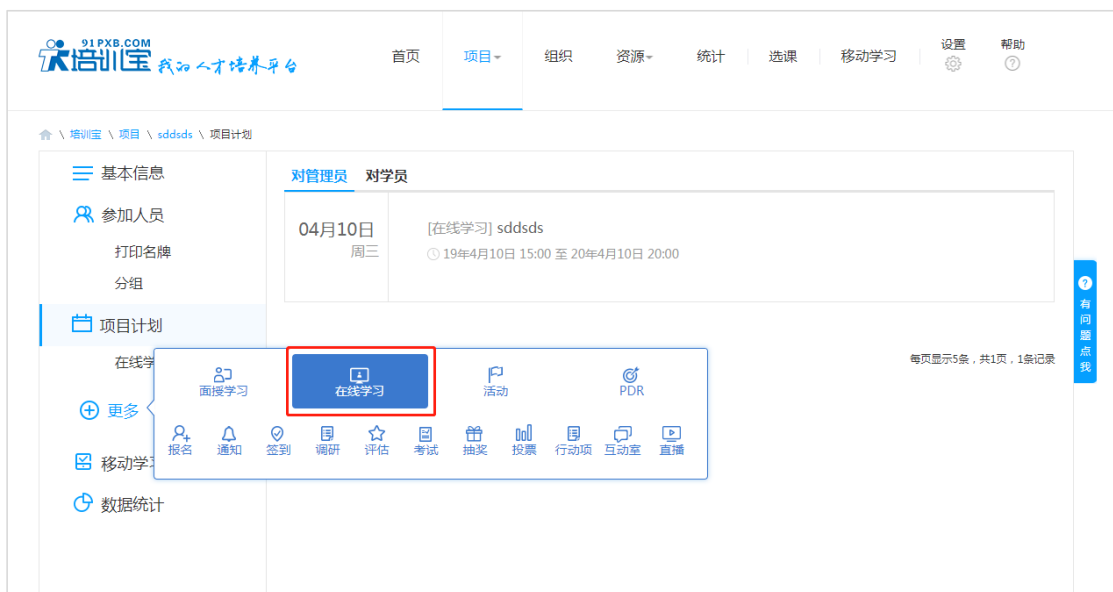 91PXB.COM
培训宝 我的人才培养平台
首页 项目 组织 资源 统计 选课 移动学习 设置 帮助
\ 培训宝 \ 项目 \ sddsds \ 项目计划
基本信息
参加人员
打印名牌
分组
项目计划
在线学
更多
移动学
数据统计
对管理员 对学员
04月10日
周三
[在线学习] sddsds
19年4月10日 15:00 至 20年4月10日 20:00
每页显示5条，共1页，1条记录
面授学习 在线学习 活动 PDR
报名 通知 签到 调研 评估 考试 抽奖 投票 行动项 互动室 直播
?
有
问
题
点
我